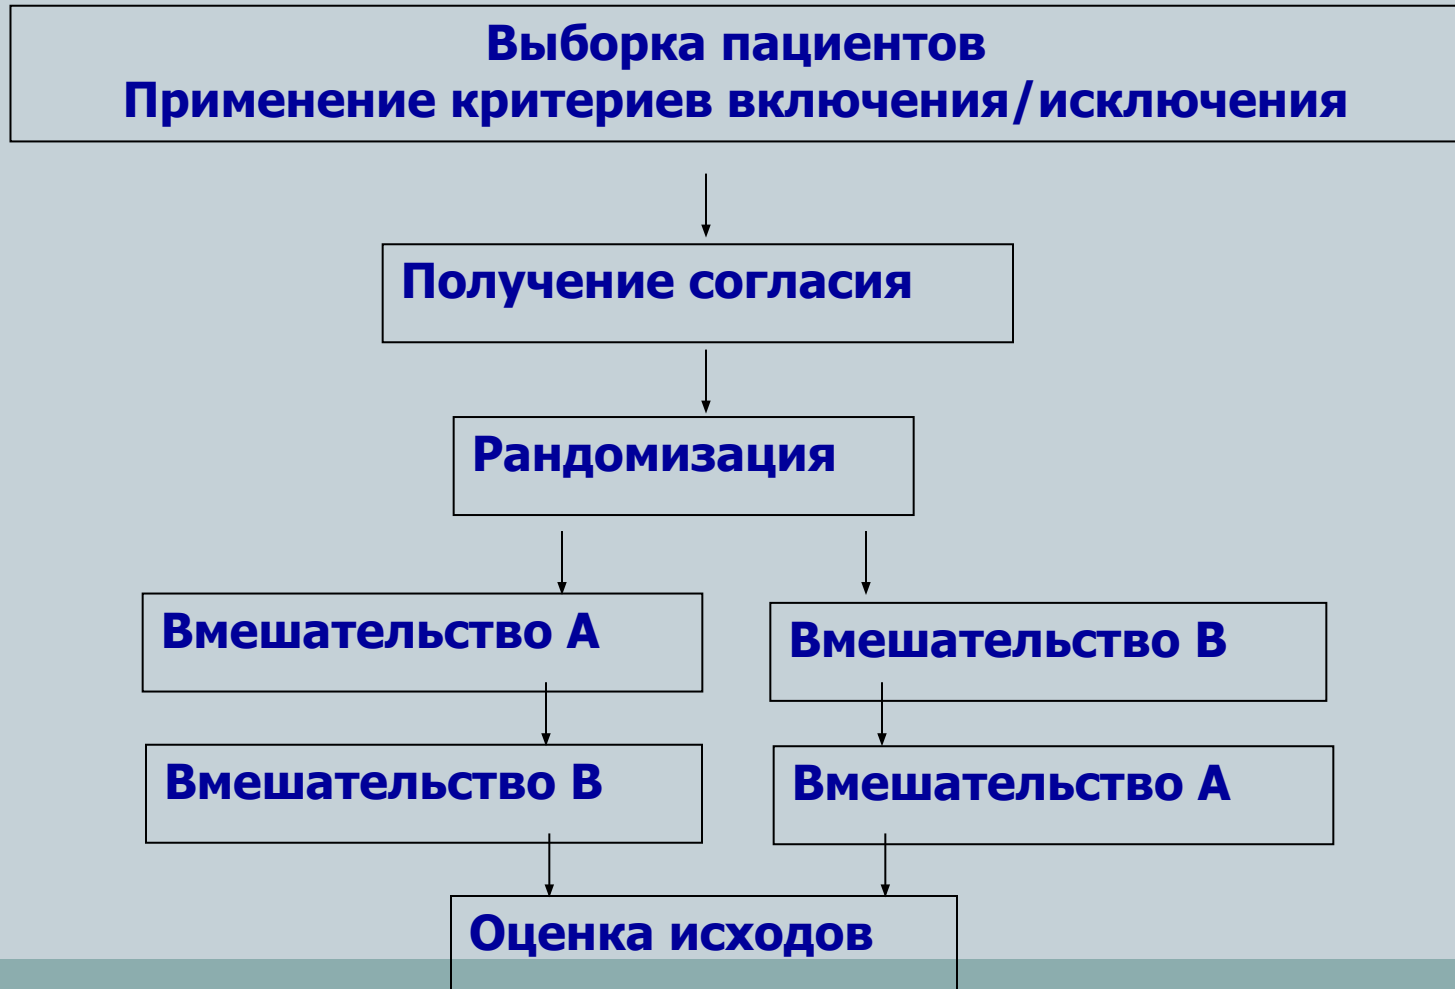 Выборка пациентов
Применение критериев включения/исключения
Получение согласия
Рандомизация
Вмешательство А
Вмешательство В
Вмешательство В
Вмешательство А
Оценка исходов